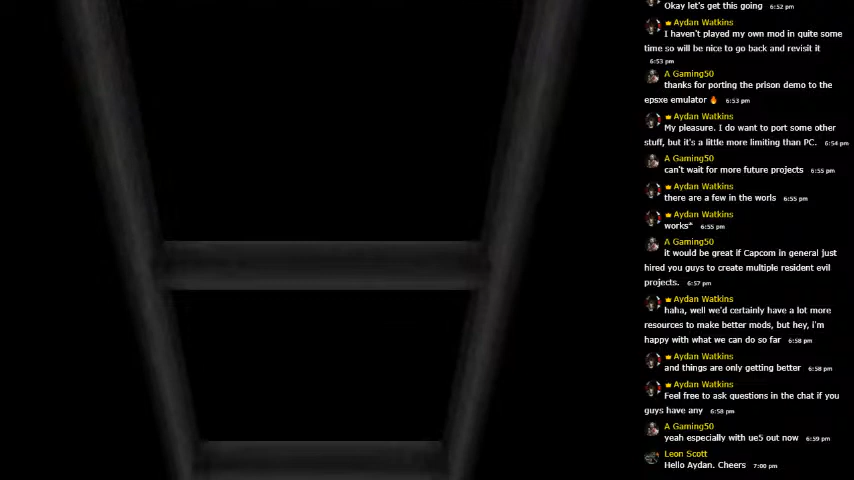 Okay let's get this going 6:52 pm
Aydan Watkins
I haven't played my own mod in quite some
time so will be nice to go back and revisit it
6:53 pm
A Gaming50
thanks for porting the prison demo to the
epsxe emulator 🔥 6:53 pm
Aydan Watkins
My pleasure. I do want to port some other
stuff, but it's a little more limiting than PC. 6:54 pm
A Gaming50
can't wait for more future projects 6:55 pm
Aydan Watkins
there are a few in the worls 6:55 pm
Aydan Watkins
works* 6:55 pm
A Gaming50
it would be great if Capcom in general just
hired you guys to create multiple resident evil
projects. 6:57 pm
Aydan Watkins
haha, well we'd certainly have a lot more
resources to make better mods, but hey, i'm
happy with what we can do so far 6:58 pm
Aydan Watkins
and things are only getting better 6:58 pm
Aydan Watkins
Feel free to ask questions in the chat if you
guys have any 6:58 pm
A Gaming50
yeah especially with ue5 out now 6:59 pm
Leon Scott
Hello Aydan. Cheers 7:00 pm